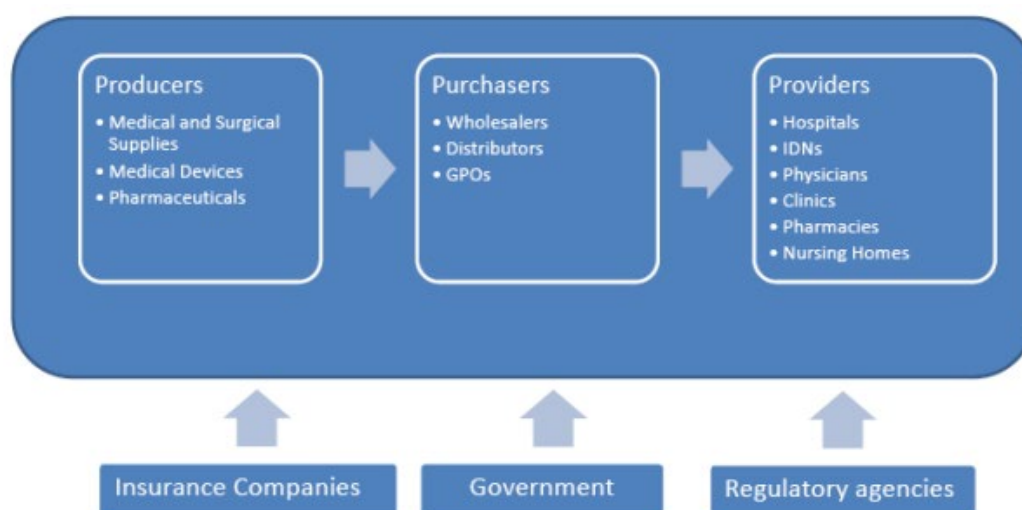 Producers
• Medical and Surgical
Supplies
• Medical Devices
• Pharmaceuticals
Purchasers
• Wholesalers
• Distributors
• GPOs
Providers
• Hospitals
• IDNs
• Physicians
• Clinics
• Pharmacies
• Nursing Homes
Insurance Companies
Government
Regulatory agencies